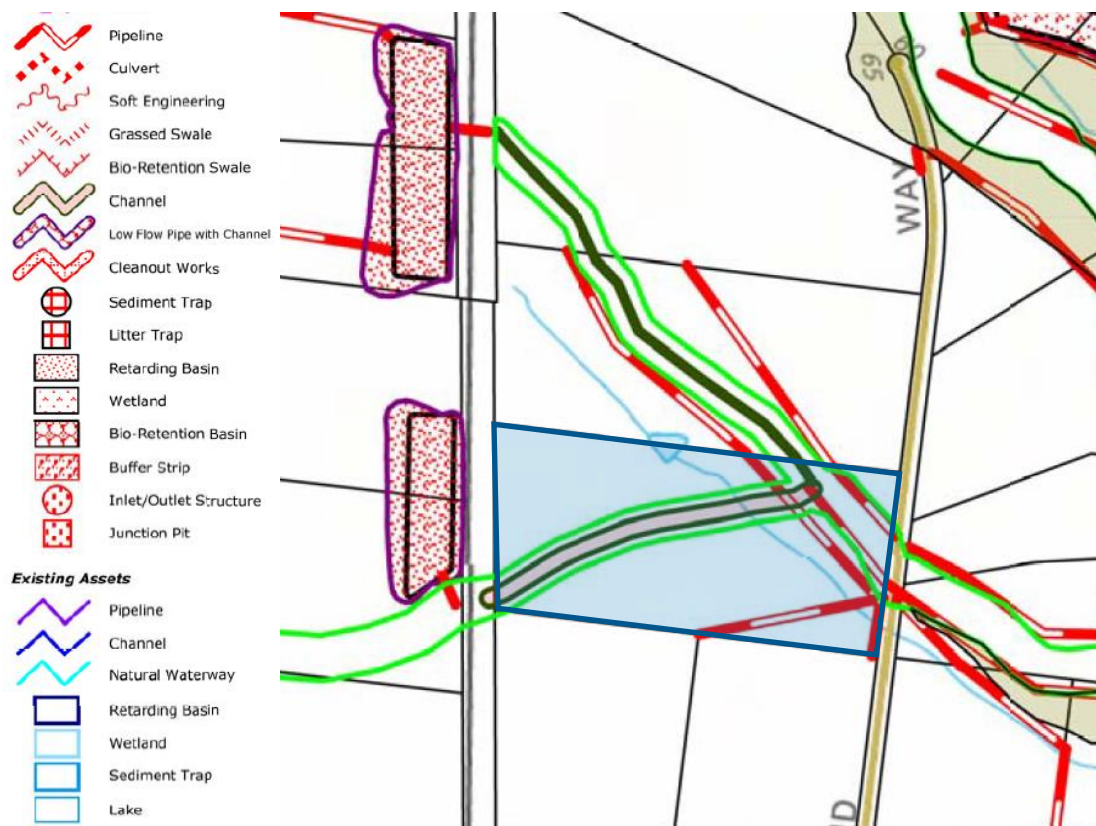 Pipeline
Culvert
Soft Engineering
Grassed Swale
Bio-Retention Swale
Channel
Low Flow Pipe with Channel
Cleanout Works
Sediment Trap
Litter Trap
Retarding Basin
Wetland
Bio-Retention Basin
Buffer Strip
Inlet/Outlet Structure
Junction Pit
Existing Assets
Pipeline
Channel
Natural Waterway
Retarding Basin
Wetland
Sediment Trap
Lake
65
WAY